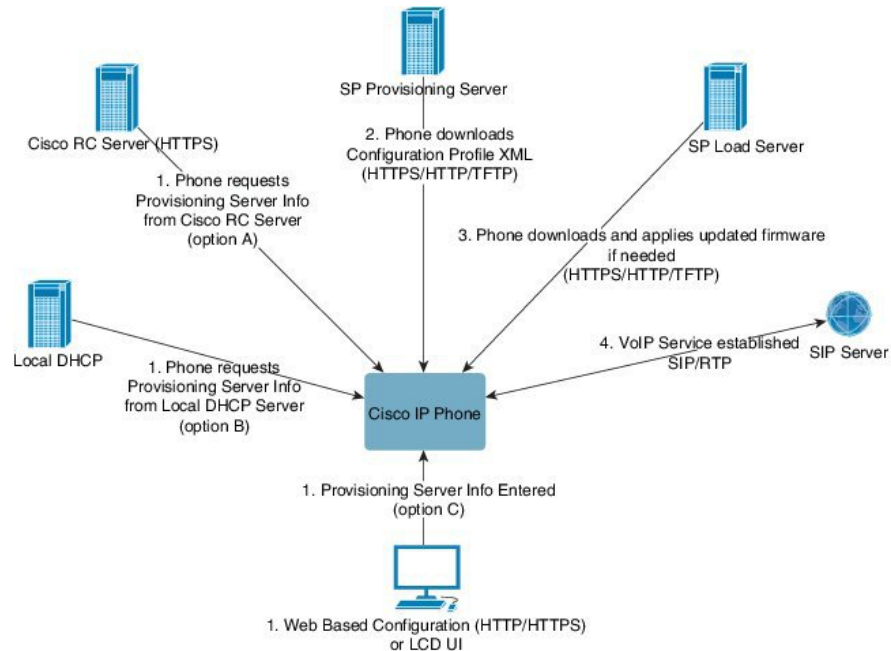 SP Provisioning Server
Cisco RC Server (HTTPS)
SP Load Server
2. Phone downloads
Configuration Profile XML
(HTTPS/HTTP/TFTP)
1. Phone requests
Provisioning Server Info
from Cisco RC Server
(option A)
3. Phone downloads and applies updated firmware
if needed
(HTTPS/HTTP/TFTP)
Local DHCP
1. Phone requests
Provisioning Server Info
from Local DHCP Server
(option B)
4. VoIP Service established
SIP/RTP
SIP Server
Cisco IP Phone
1. Provisioning Server Info Entered
(option C)
1. Web Based Configuration (HTTP/HTTPS)
or LCD UI